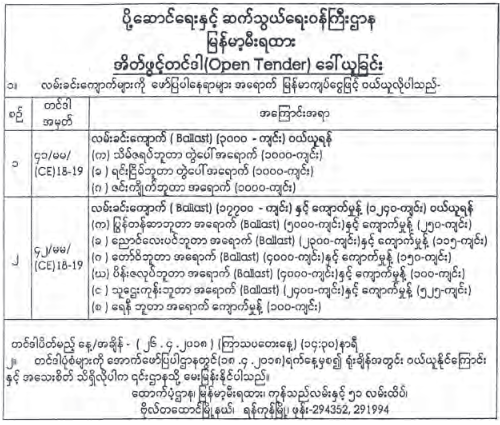 ပို့ဆောင်ရေးနှင့် ဆက်သွယ်ရေးဝန်ကြီးဌာန
မြန်မာ့မီးရထား
အိတ်ဖွင့်တင်ဒါ(Open Tender) ခေါ်ယူခြင်း
၁။ လမ်းခင်းကျောက်များကို ဖော်ပြပါနေရာများ အရောက် မြန်မာကျပ်ငွေဖြင့် ဝယ်ယူလိုပါသည်-
စဉ် တင်ဒါအမှတ် အကြောင်းအရာ
၁ ၄၁/မမ/(CE)18-19 လမ်းခင်းကျောက် ( Ballast) (၃၀၀၀ - ကျင်း) ဝယ်ယူရန်
(က) သိမ်ဇရပ်ဘူတာ တွဲပေါ်အရောက် (၁၀၀၀-ကျင်း)
(ခ ) ရင်းငြိမ်ဘူတာ တွဲပေါ်အရောက် (၁၀၀၀-ကျင်း)
(ဂ ) ဇင်းကျိုက်ဘူတာ အရောက် (၁၀၀၀-ကျင်း)
၂ ၄၂/မမ/(CE)18-19 လမ်းခင်းကျောက် (Ballast) (၁၇၇၀၀ - ကျင်း) နှင့် ကျောက်မှုန့် (၁၂၄၀-ကျင်း) ဝယ်ယူရန်
(က) ပြွန်တန်ဆာဘူတာ အရောက် (Ballast) (၅၀၀၀-ကျင်း)နှင့် ကျောက်မှုန့် (၂၅၀-ကျင်း)
(ခ ) ညောင်လေးပင်ဘူတာ အရောက် (Ballast) (၂၃၀၀-ကျင်း)နှင့် ကျောက်မှုန့် (၁၁၅-ကျင်း)
(ဂ ) တော်ဝိဘူတာ အရောက် (Ballast) (၄၀၀၀-ကျင်း)နှင့် ကျောက်မှုန့် (၁၅၀-ကျင်း)
(ဃ) ပိန်းဇလုပ်ဘူတာ အရောက် (Ballast) (၄၀၀၀-ကျင်း)နှင့် ကျောက်မှုန့် (၁၀၀-ကျင်း)
(င ) သူဌေးကုန်းဘူတာ အရောက် (Ballast) (၂၄၀၀-ကျင်း)နှင့် ကျောက်မှုန့် (၅၂၅-ကျင်း)
(စ ) ရေနီ ဘူတာ အရောက် ကျောက်မှုန့် (၁၀၀-ကျင်း)
တင်ဒါပိတ်မည့် နေ့/အချိန် - ( ၂၆ . ၄ . ၂၀၁၈ ) (ကြာသပတေးနေ့) (၁၄:၃၀)နာရီ
၂။ တင်ဒါပုံစံများကို အောက်ဖော်ပြပါဌာနတွင်(၁၈ .၄ .၂၀၁၈)ရက်နေ့မှစ၍ ရုံးချိန်အတွင်း ဝယ်ယူနိုင်ကြောင်း
နှင့် အသေးစိတ် သိရှိလိုပါက ၎င်းဌာနသို့ မေးမြန်းနိုင်ပါသည်။
ထောက်ပံ့ဌာန၊ မြန်မာ့မီးရထား၊ ကုန်သည်လမ်းနှင့် ၅၁ လမ်းထိပ်၊
ဗိုလ်တထောင်မြို့နယ်၊ ရန်ကုန်မြို့၊ ဖုန်း-294352, 291994